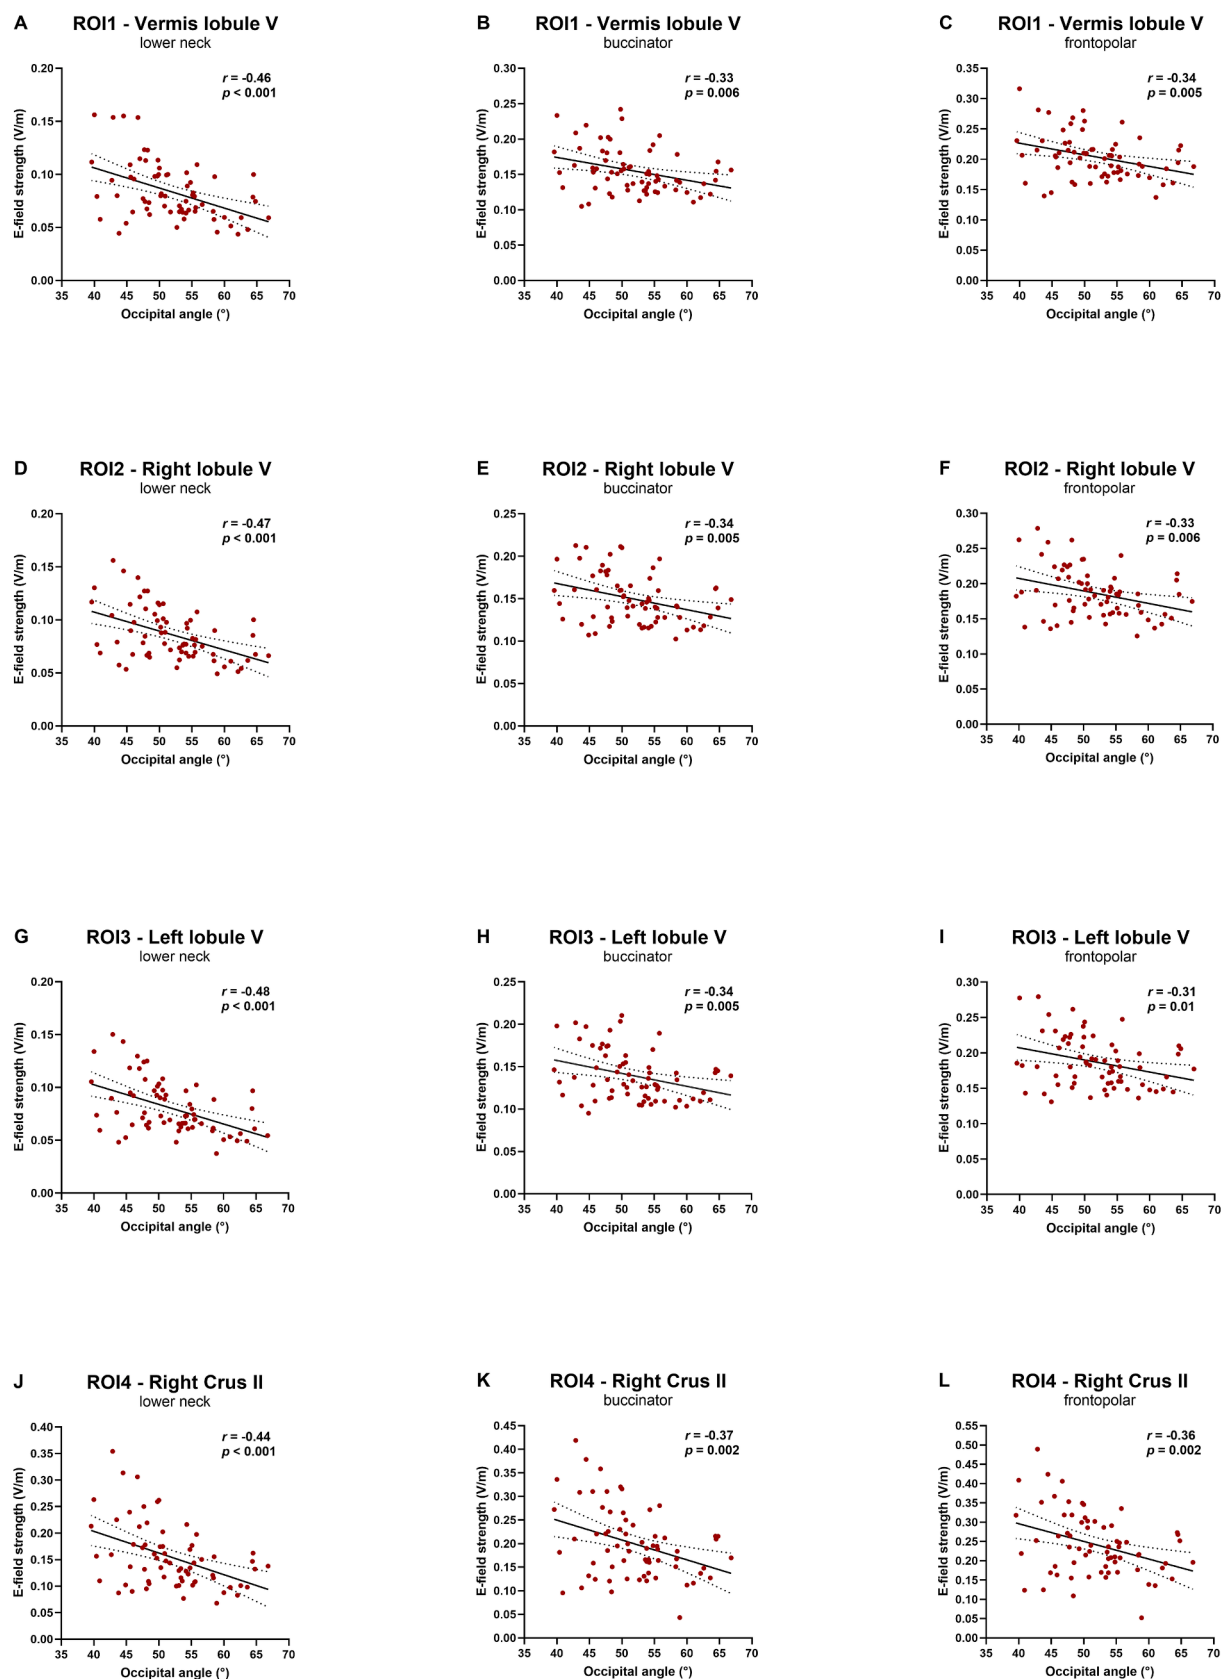 A ROI1 - Vermis lobule V
lower neck
r = -0.46
p < 0.001
E-field strength (V/m)
0.20
0.15
0.10
0.05
0.00
35 40 45 50 55 60 65 70
Occipital angle (°)
B ROI1 - Vermis lobule V
buccinator
r = -0.33
p = 0.006
E-field strength (V/m)
0.30
0.25
0.20
0.15
0.10
0.05
0.00
35 40 45 50 55 60 65 70
Occipital angle (°)
C ROI1 - Vermis lobule V
frontopolar
r = -0.34
p = 0.005
E-field strength (V/m)
0.35
0.30
0.25
0.20
0.15
0.10
0.05
0.00
35 40 45 50 55 60 65 70
Occipital angle (°)
D ROI2 - Right lobule V
lower neck
r = -0.47
p < 0.001
E-field strength (V/m)
0.20
0.15
0.10
0.05
0.00
35 40 45 50 55 60 65 70
Occipital angle (°)
E ROI2 - Right lobule V
buccinator
r = -0.34
p = 0.005
E-field strength (V/m)
0.25
0.20
0.15
0.10
0.05
0.00
35 40 45 50 55 60 65 70
Occipital angle (°)
F ROI2 - Right lobule V
frontopolar
r = -0.33
p = 0.006
E-field strength (V/m)
0.30
0.25
0.20
0.15
0.10
0.05
0.00
35 40 45 50 55 60 65 70
Occipital angle (°)
G ROI3 - Left lobule V
lower neck
r = -0.48
p < 0.001
E-field strength (V/m)
0.20
0.15
0.10
0.05
0.00
35 40 45 50 55 60 65 70
Occipital angle (°)
H ROI3 - Left lobule V
buccinator
r = -0.34
p = 0.005
E-field strength (V/m)
0.25
0.20
0.15
0.10
0.05
0.00
35 40 45 50 55 60 65 70
Occipital angle (°)
I ROI3 - Left lobule V
frontopolar
r = -0.31
p = 0.01
E-field strength (V/m)
0.30
0.25
0.20
0.15
0.10
0.05
0.00
35 40 45 50 55 60 65 70
Occipital angle (°)
J ROI4 - Right Crus II
lower neck
r = -0.44
p < 0.001
E-field strength (V/m)
0.40
0.35
0.30
0.25
0.20
0.15
0.10
0.05
0.00
35 40 45 50 55 60 65 70
Occipital angle (°)
K ROI4 - Right Crus II
buccinator
r = -0.37
p = 0.002
E-field strength (V/m)
0.45
0.40
0.35
0.30
0.25
0.20
0.15
0.10
0.05
0.00
35 40 45 50 55 60 65 70
Occipital angle (°)
L ROI4 - Right Crus II
frontopolar
r = -0.36
p = 0.002
E-field strength (V/m)
0.55
0.50
0.45
0.40
0.35
0.30
0.25
0.20
0.15
0.10
0.05
0.00
35 40 45 50 55 60 65 70
Occipital angle (°)